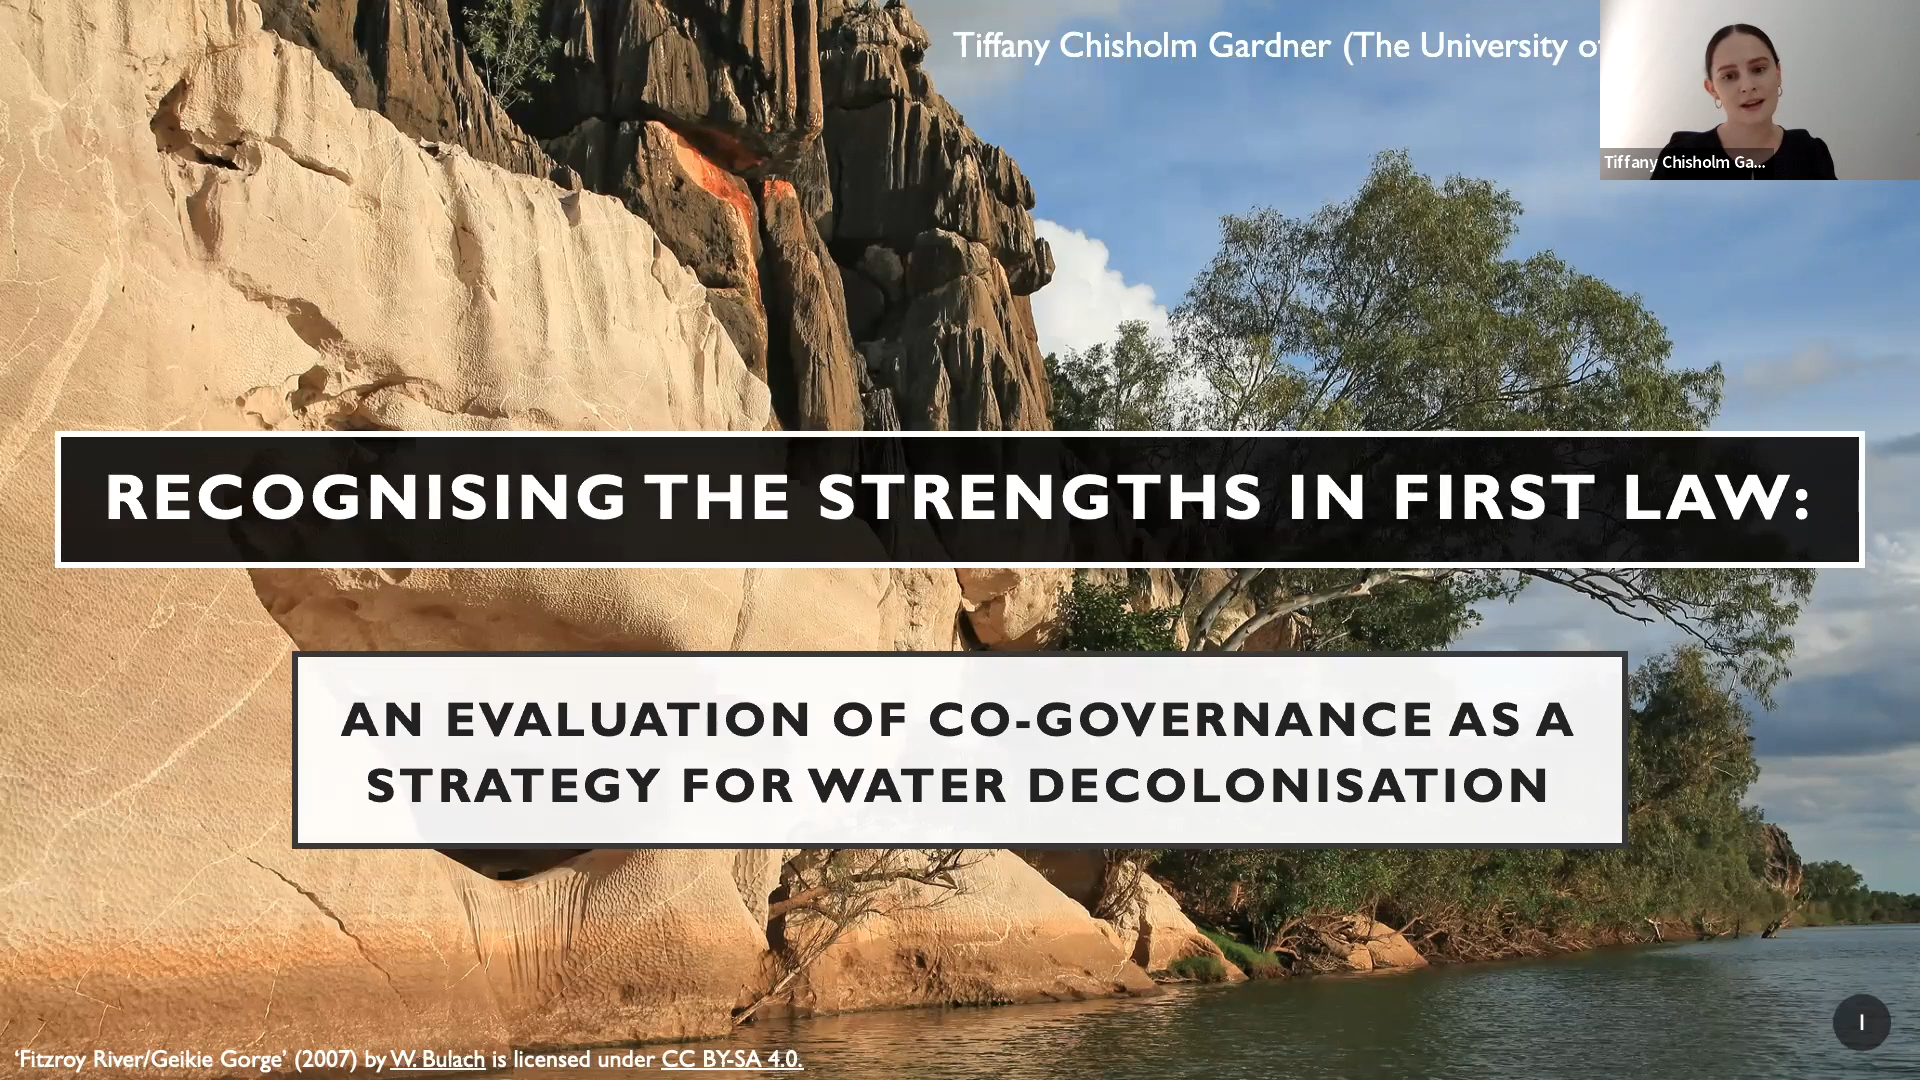 Tiffany Chisholm Gardner (The University of
Tiffany Chisholm Ga...
RECOGNISING THE STRENGTHS IN FIRST LAW:
AN EVALUATION OF CO-GOVERNANCE AS A
STRATEGY FOR WATER DECOLONISATION
1
‘Fitzroy River/Geikie Gorge’ (2007) by W. Bulach is licensed under CC BY-SA 4.0.